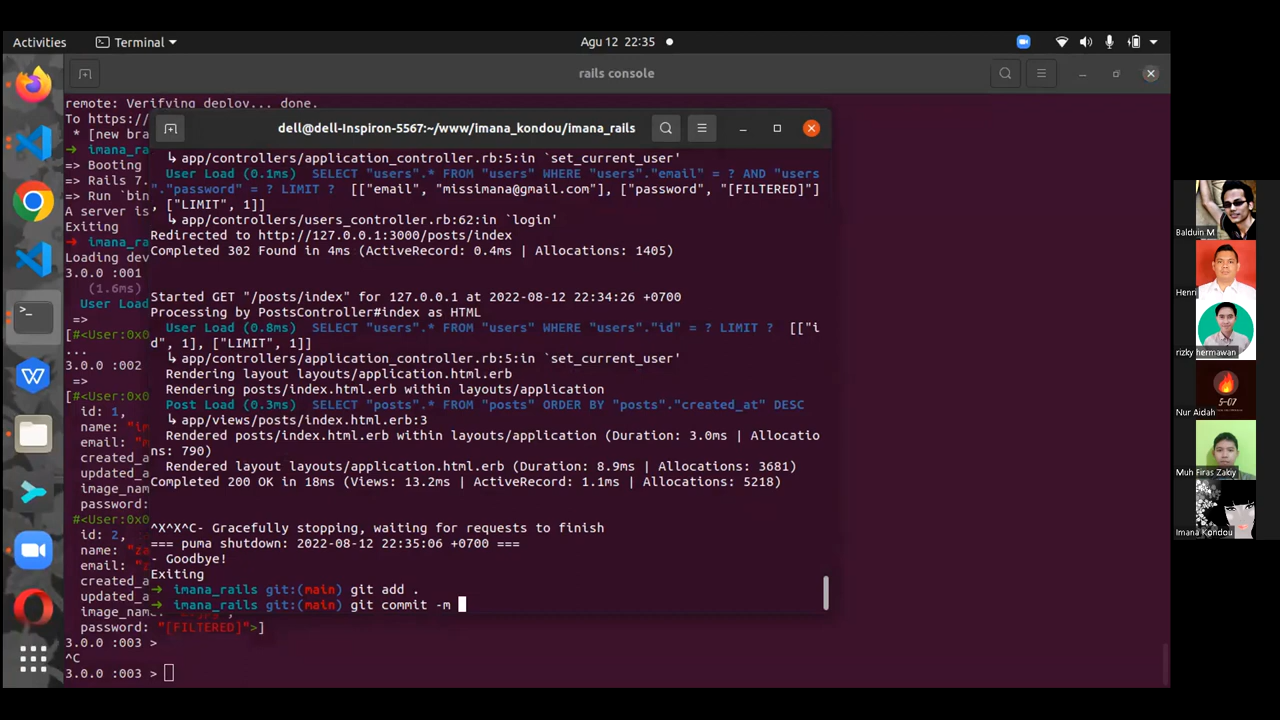 Activities
Terminal
Agu 12 22:35
rails console
remote: Verifying deploy... done.
To https://
* [new bra
➜ imana_ra
=> Booting
=> Rails 7.
=> Run `bin
A server is
Exiting
➜ imana_ra
Loading dev
3.0.0 :001
(1.6ms)
User Load
=>
[#<User:0x0
...
3.0.0 :002
=>
[#<User:0x0
id: 1,
name: "im
email: "m
created_a
updated_a
image_nam
password:
#<User:0x0
id: 2,
name: "za
email: "z
created_a
updated_a
image_nam
password: "[FILTERED]">]
3.0.0 :003 >
^C
3.0.0 :003 >
dell@dell-Inspiron-5567:~/www/imana_kondou/imana_rails
↳ app/controllers/application_controller.rb:5:in `set_current_user'
User Load (0.1ms) SELECT "users".* FROM "users" WHERE "users"."email" = ? AND "users
"."password" = ? LIMIT ? [["email", "missimana@gmail.com"], ["password", "[FILTERED]"]
, ["LIMIT", 1]]
↳ app/controllers/users_controller.rb:62:in `login'
Redirected to http://127.0.0.1:3000/posts/index
Completed 302 Found in 4ms (ActiveRecord: 0.4ms | Allocations: 1405)
Started GET "/posts/index" for 127.0.0.1 at 2022-08-12 22:34:26 +0700
Processing by PostsController#index as HTML
User Load (0.8ms) SELECT "users".* FROM "users" WHERE "users"."id" = ? LIMIT ? [["i
d", 1], ["LIMIT", 1]]
↳ app/controllers/application_controller.rb:5:in `set_current_user'
Rendering layout layouts/application.html.erb
Rendering posts/index.html.erb within layouts/application
Post Load (0.3ms) SELECT "posts".* FROM "posts" ORDER BY "posts"."created_at" DESC
↳ app/views/posts/index.html.erb:3
Rendered posts/index.html.erb within layouts/application (Duration: 3.0ms | Allocatio
ns: 790)
Rendered layout layouts/application.html.erb (Duration: 8.9ms | Allocations: 3681)
Completed 200 OK in 18ms (Views: 13.2ms | ActiveRecord: 1.1ms | Allocations: 5218)
^X^X^C- Gracefully stopping, waiting for requests to finish
=== puma shutdown: 2022-08-12 22:35:06 +0700 ===
- Goodbye!
Exiting
➜ imana_rails git:(main) git add .
➜ imana_rails git:(main) git commit -m
Balduin M
Henri
rizky hermawan
S-07
Nur Aidah
Muh Firas Zakiy
Imana Kondou